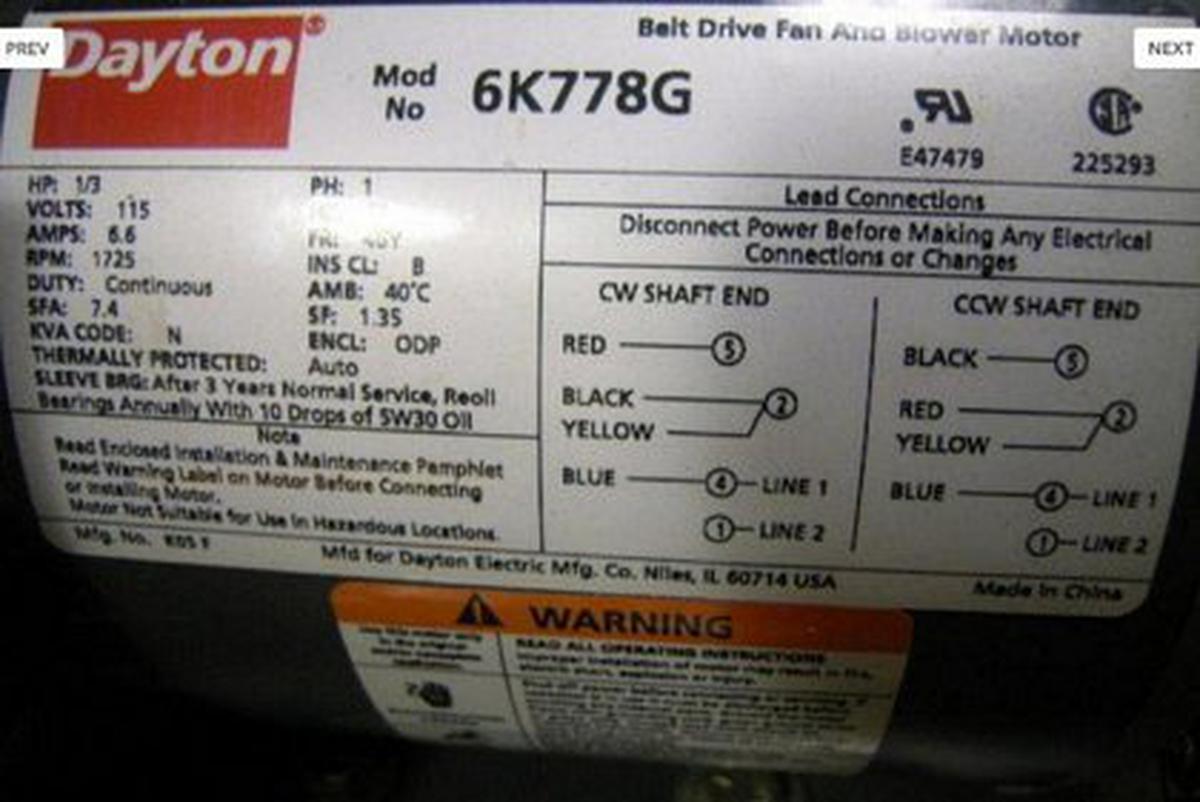 PREV
NEXT
Dayton
Belt Drive Fan And Blower Motor
Mod No 6K778G
E47479
225293
HP: 1/3
PH: 1
VOLTS: 115
AMPS: 6.6
RPM: 1725
INS CL: B
DUTY: Continuous
AMB: 40°C
SFA: 7.4
SF: 1.35
KVA CODE: N
ENCL: ODP
THERMALLY PROTECTED: Auto
SLEEVE BRG: After 3 Years Normal Service, Reoil
Bearings Annually With 10 Drops of 5W30 Oil
Note
Read Enclosed Installation & Maintenance Pamphlet
Read Warning Label on Motor Before Connecting
or Installing Motor.
Motor Not Suitable for Use In Hazardous Locations.
Lead Connections
Disconnect Power Before Making Any Electrical
Connections or Changes
CW SHAFT END
RED 5
BLACK 2
YELLOW
BLUE 4 LINE 1
1 LINE 2
CCW SHAFT END
BLACK 5
RED 2
YELLOW
BLUE 4 LINE 1
1 LINE 2
Mfg. No.
Mfd for Dayton Electric Mfg. Co. Niles, IL 60714 USA
Made in China
WARNING
READ ALL OPERATING INSTRUCTIONS